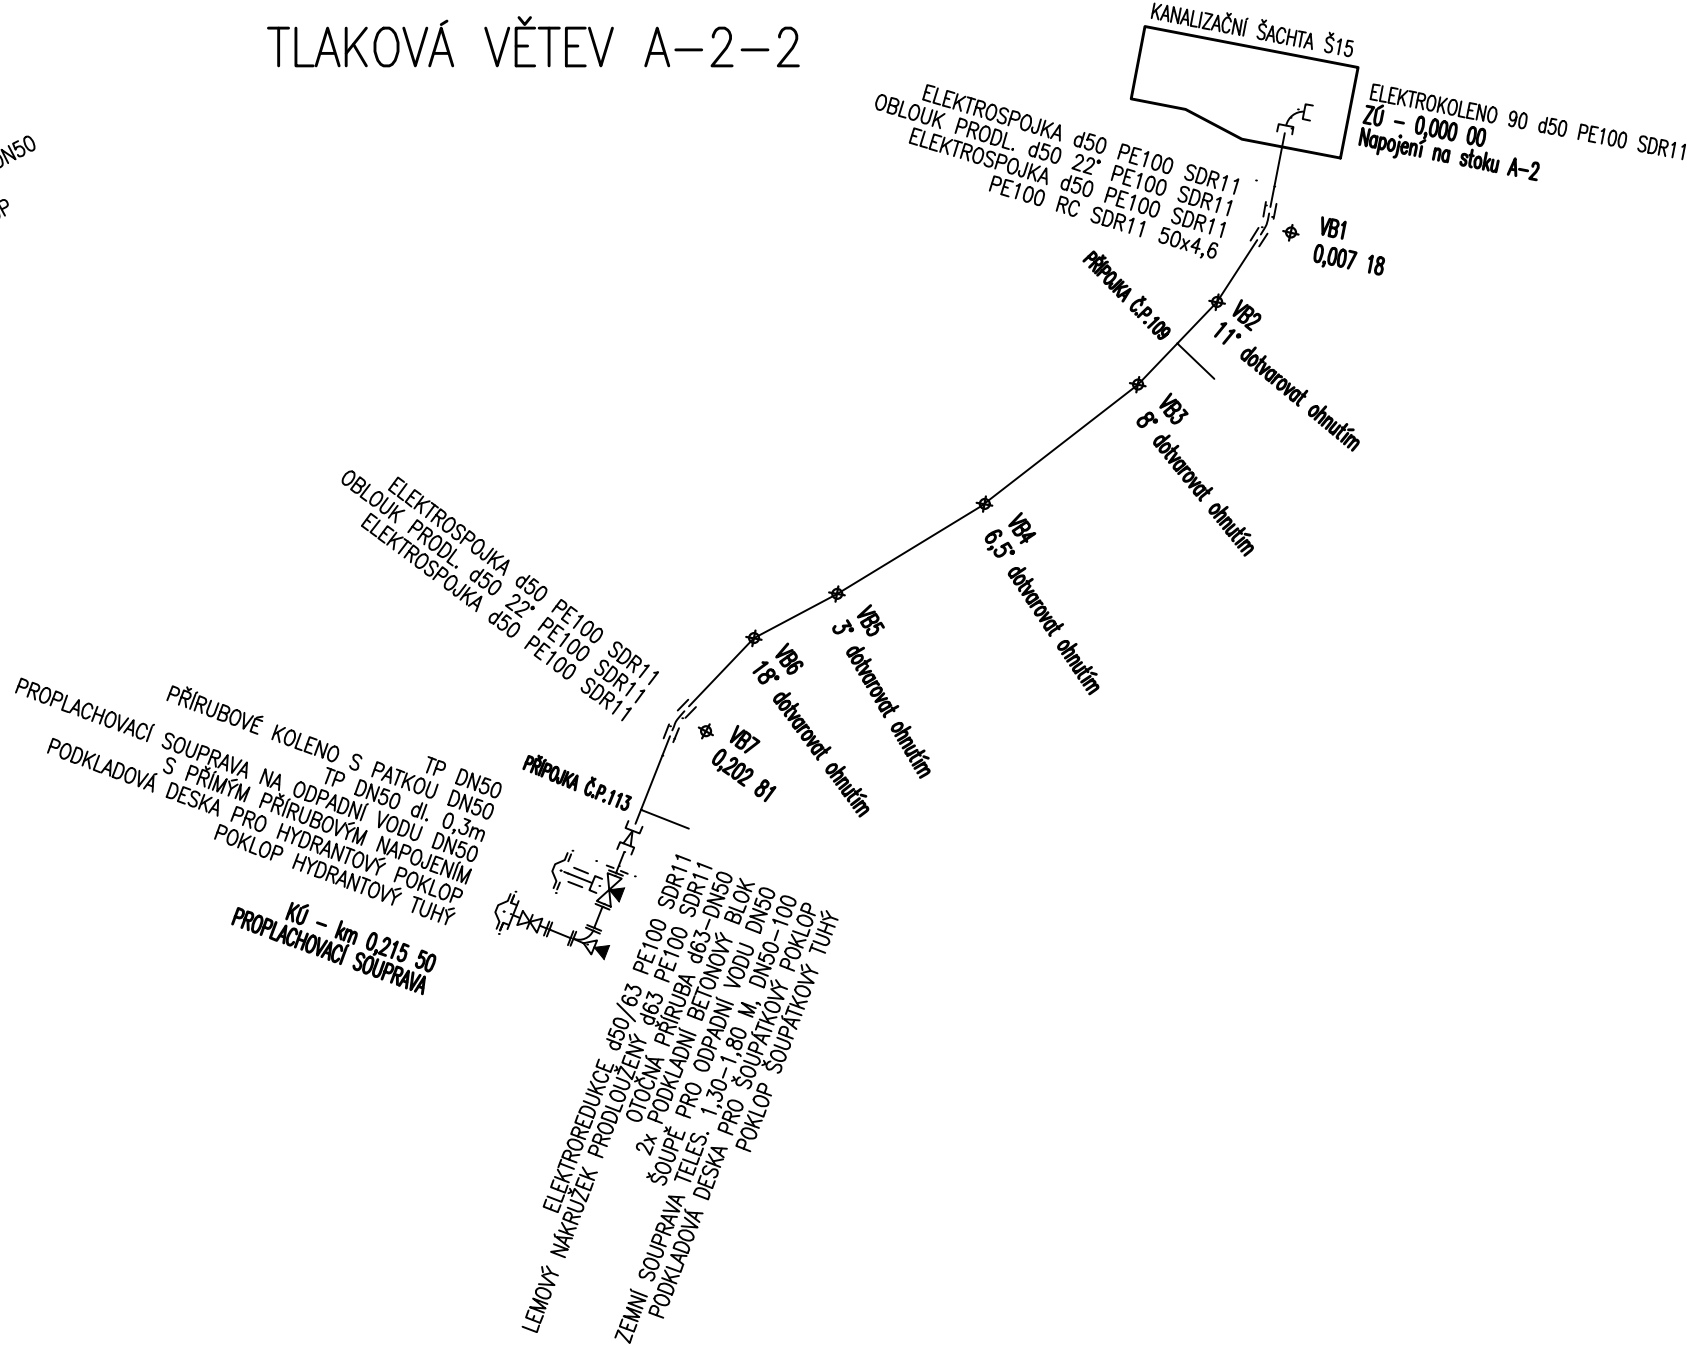 TLAKOVÁ VĚTEV A-2-2
KANALIZAČNÍ ŠACHTA Š15
ELEKTROKOLENO 90 d50 PE100 SDR11
ZÚ - 0,000 00
Napojení na stoku A-2
ELEKTROSPOJKA d50 PE100 SDR11
OBLOUK PRODL. d50 22° PE100 SDR11
ELEKTROSPOJKA d50 PE100 SDR11
PE100 RC SDR11 50x4,6
DN50
VB1
0,007 18
PŘÍPOJKA Č.P.109
VB2
11° dotvarovat ohnutím
VB3
8° dotvarovat ohnutím
VB4
6,5° dotvarovat ohnutím
VB5
3° dotvarovat ohnutím
VB6
18° dotvarovat ohnutím
ELEKTROSPOJKA d50 PE100 SDR11
OBLOUK PRODL. d50 22° PE100 SDR11
ELEKTROSPOJKA d50 PE100 SDR11
VB7
0,202 81
PŘÍPOJKA Č.P.113
TP DN50
PŘÍRUBOVÉ KOLENO S PATKOU DN50
TP DN50 dl. 0,3m
PROPLACHOVACÍ SOUPRAVA NA ODPADNÍ VODU DN50
S PŘÍMÝM PŘÍRUBOVÝM NAPOJENÍM
PODKLADOVÁ DESKA PRO HYDRANTOVÝ POKLOP
POKLOP HYDRANTOVÝ TUHÝ
KÚ - km 0,215 50
PROPLACHOVACÍ SOUPRAVA
ELEKTROREDUKCE d50/63 PE100 SDR11
LEMOVÝ NÁKRUŽEK PRODLOUŽENÝ d63 PE100 SDR11
OTOČNÁ PŘÍRUBA d63-DN50
2x PODKLADNÍ BETONOVÝ BLOK
ŠOUPĚ PRO ODPADNÍ VODU DN50
ZEMNÍ SOUPRAVA TELES. 1,30-1,80 M, DN50-100
PODKLADOVÁ DESKA PRO ŠOUPÁTKOVÝ POKLOP
POKLOP ŠOUPÁTKOVÝ TUHÝ